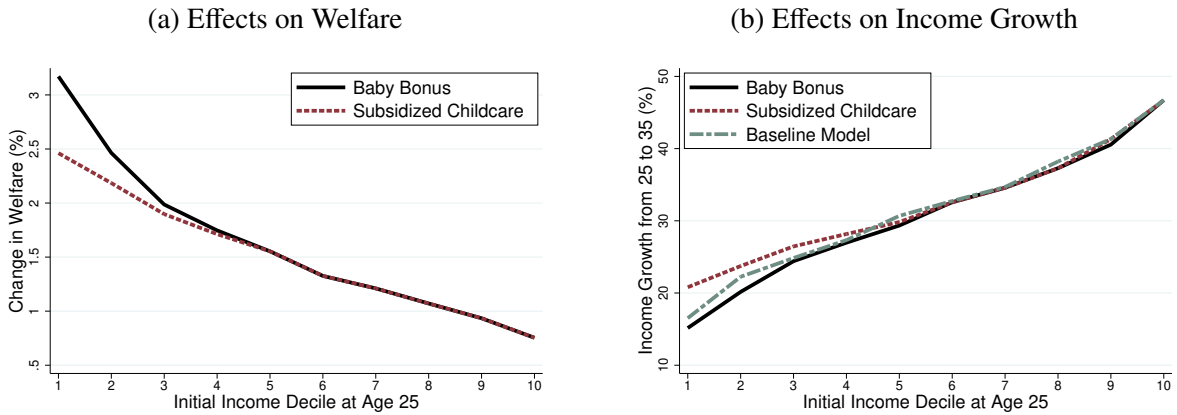 (a) Effects on Welfare
Change in Welfare (%)
3
2.5
2
1.5
1
.5
Baby Bonus
Subsidized Childcare
1 2 3 4 5 6 7 8 9 10
Initial Income Decile at Age 25
(b) Effects on Income Growth
Income Growth from 25 to 35 (%)
50
40
30
20
10
Baby Bonus
Subsidized Childcare
Baseline Model
1 2 3 4 5 6 7 8 9 10
Initial Income Decile at Age 25